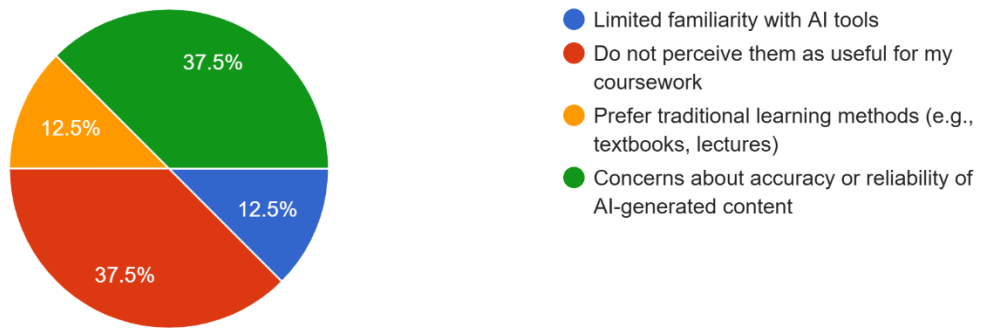 37.5%
12.5%
12.5%
37.5%
Limited familiarity with AI tools
Do not perceive them as useful for my
coursework
Prefer traditional learning methods (e.g.,
textbooks, lectures)
Concerns about accuracy or reliability of
AI-generated content